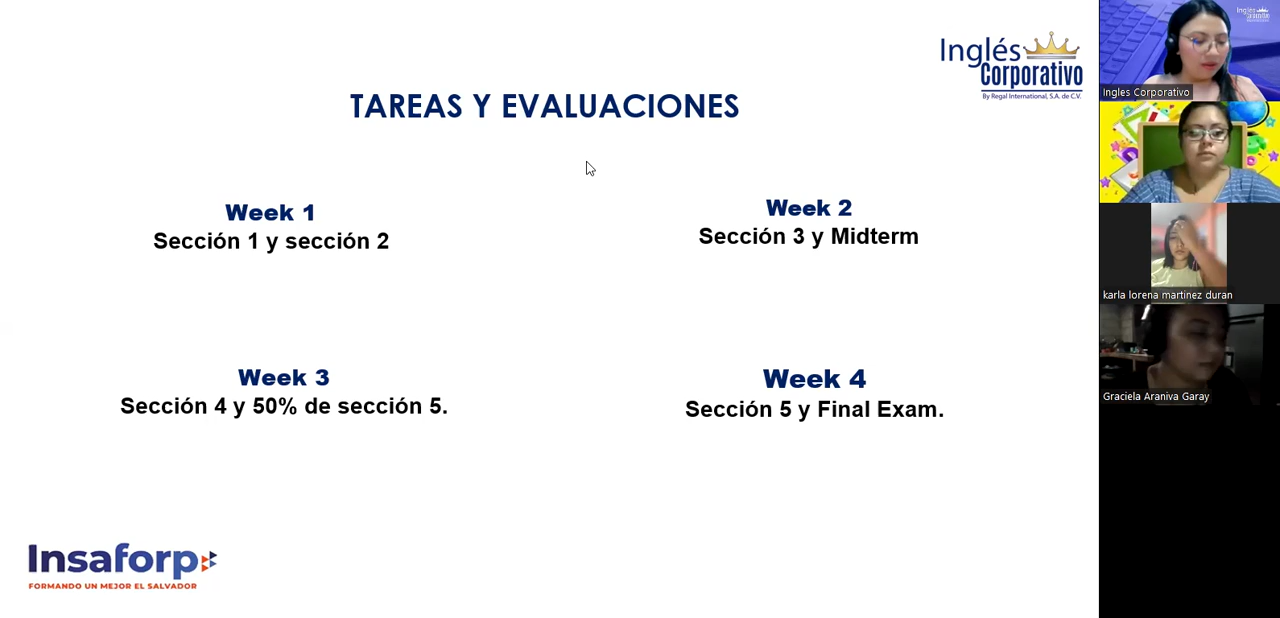 Inglés
Corporativo
By Regal International, S.A. de C.V.
TAREAS Y EVALUACIONES
Week 1
Sección 1 y sección 2
Week 2
Sección 3 y Midterm
Week 3
Sección 4 y 50% de sección 5.
Week 4
Sección 5 y Final Exam.
Insaforp
FORMANDO UN MEJOR EL SALVADOR
Ingles Corporativo
karla lorena martinez duran
Graciela Araniva Garay